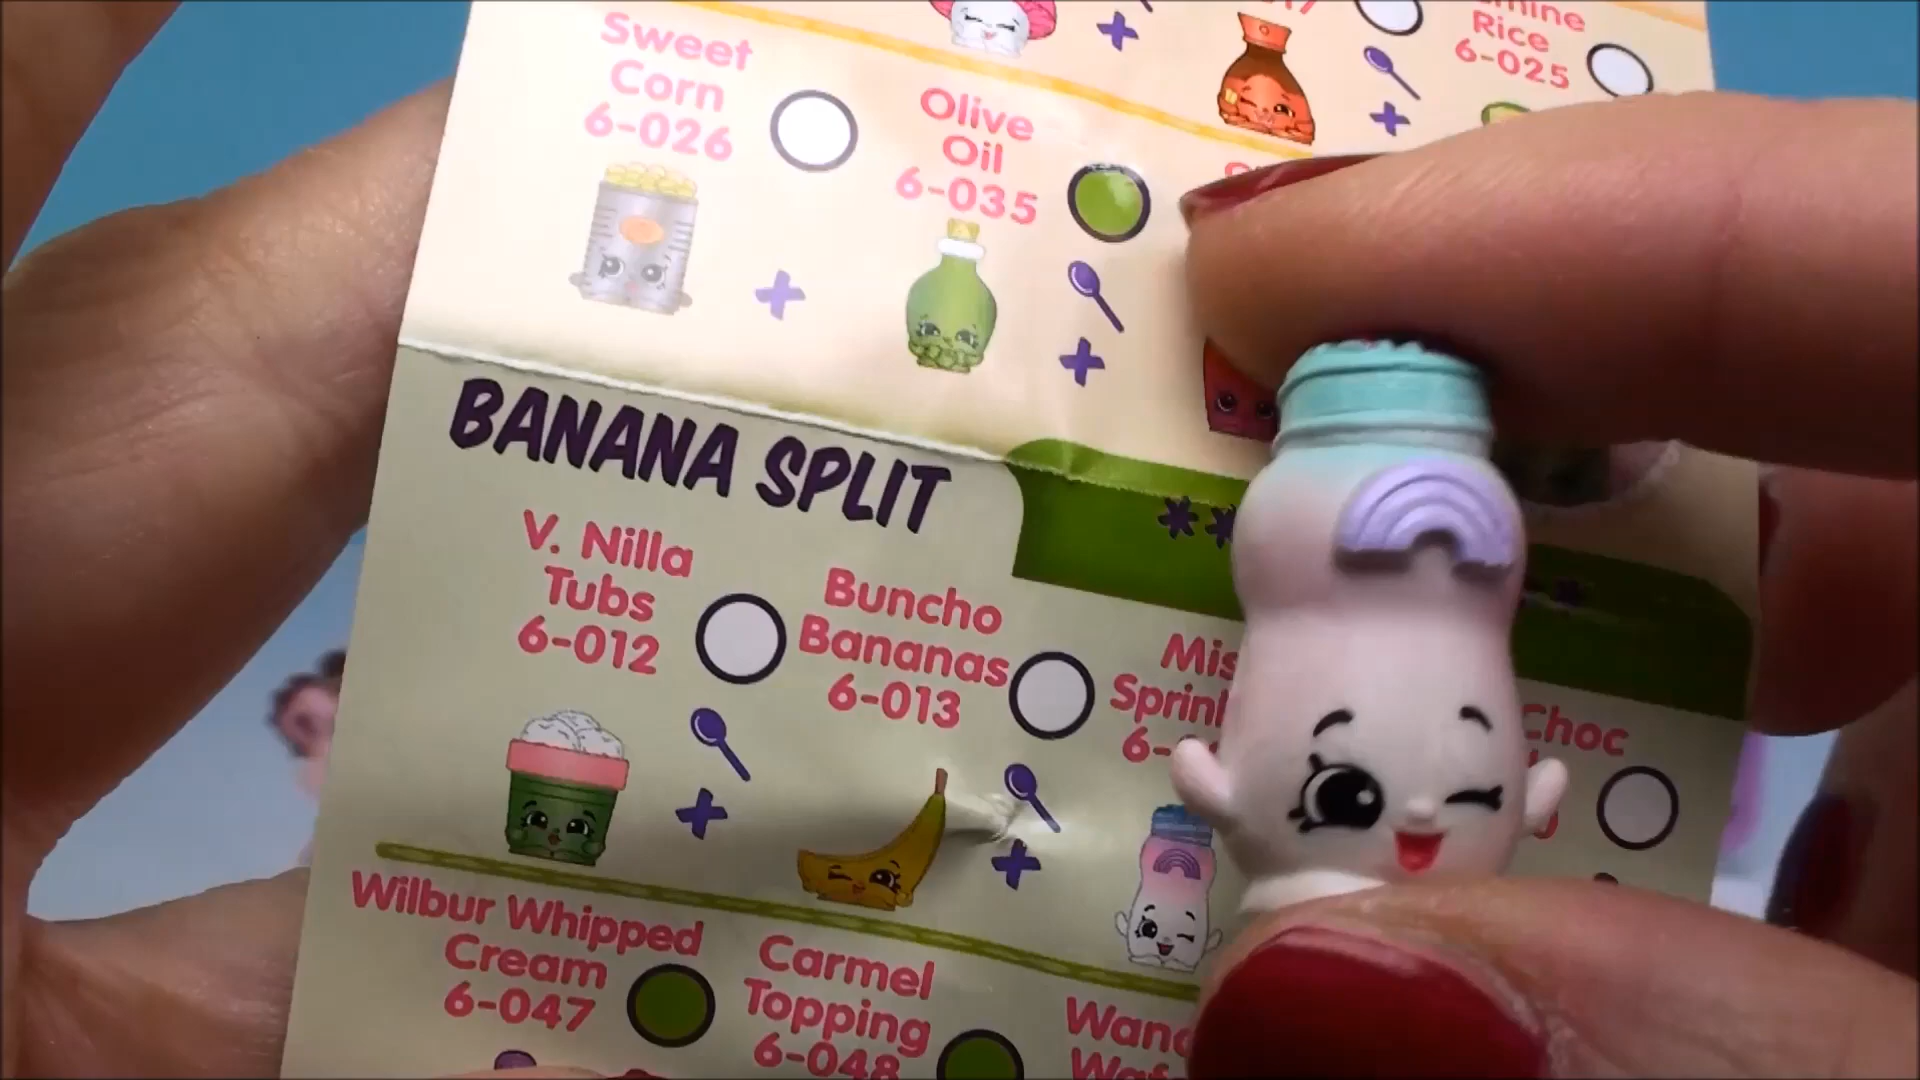 Rice
6-025
Sweet
Corn
6-026
Olive
Oil
6-035
BANANA SPLIT
V. Nilla
Tubs
6-012
Buncho
Bananas
6-013
Choc
Wilbur Whipped
Cream
6-047
Carmel
Topping
6-048